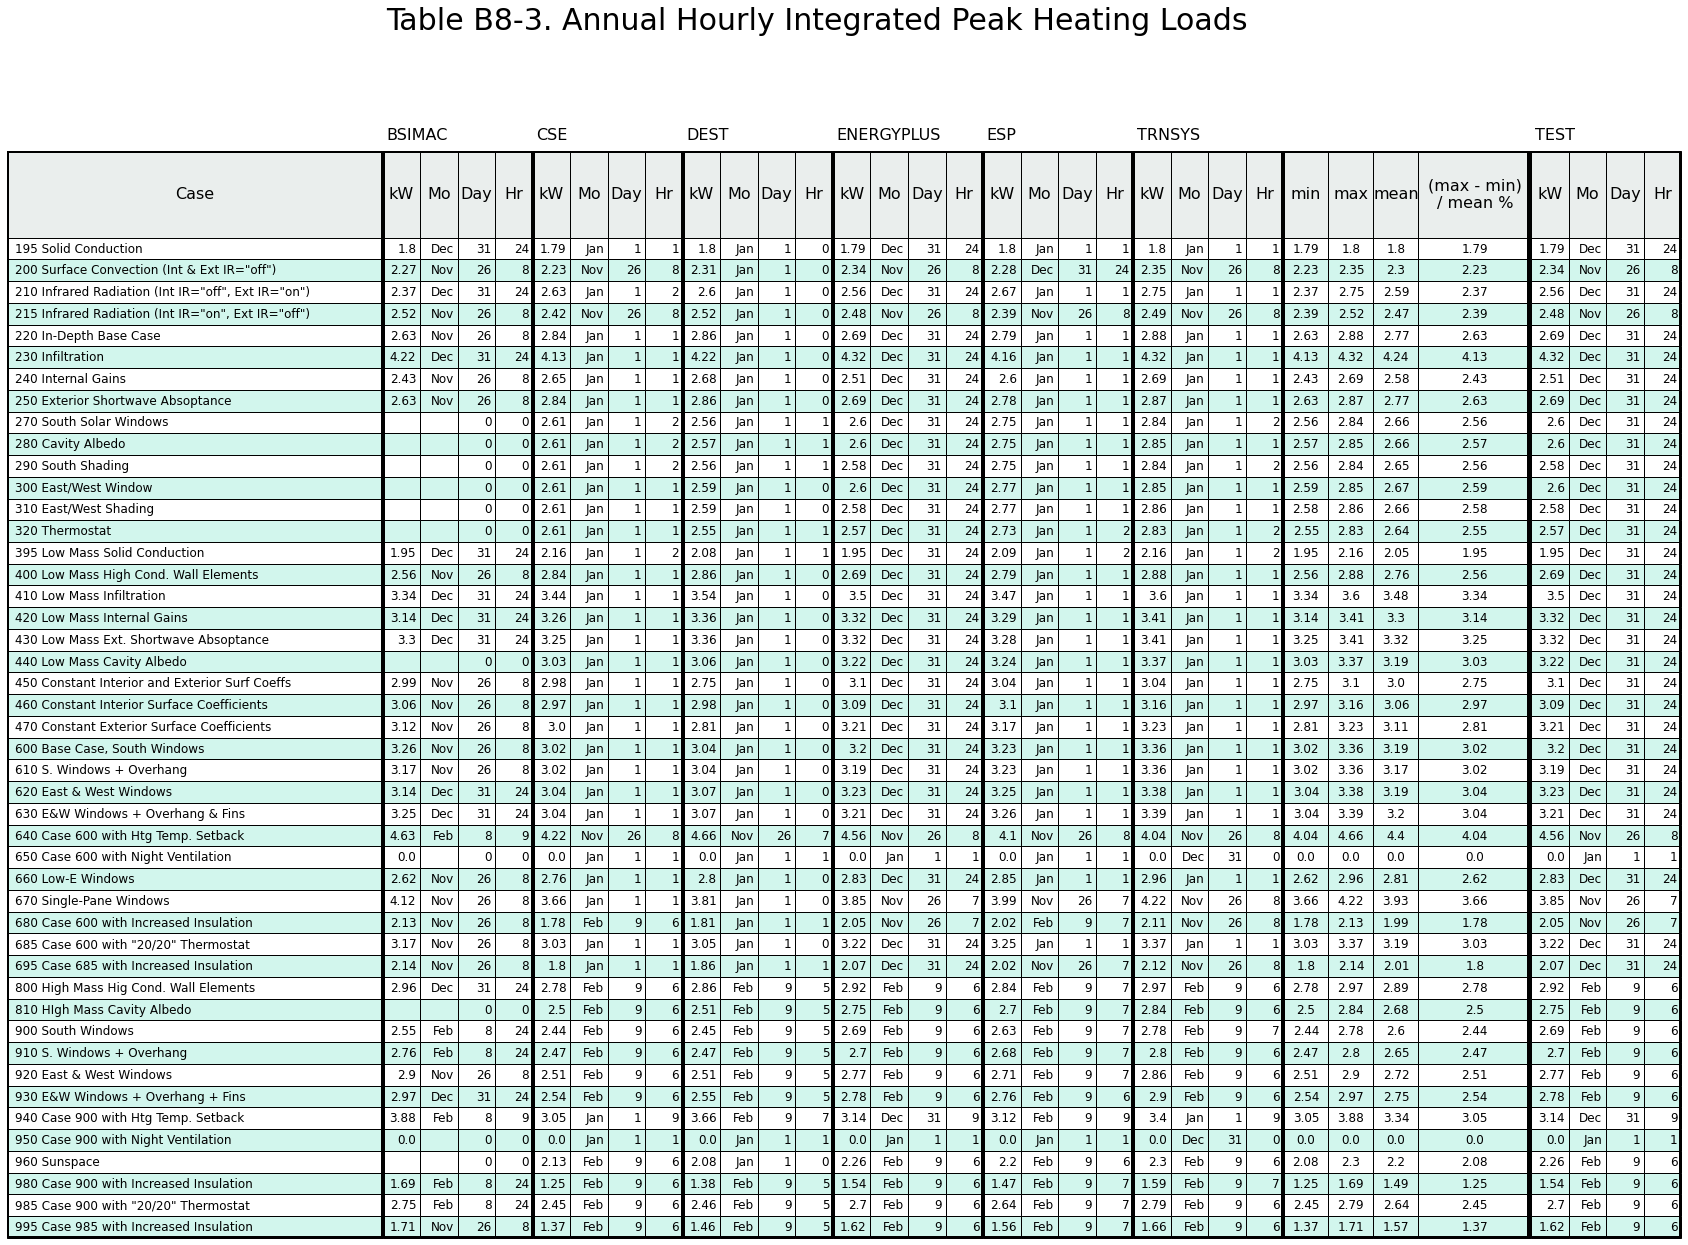 Table B8-3. Annual Hourly Integrated Peak Heating Loads
BSIMAC CSE DEST ENERGYPLUS ESP TRNSYS TEST
Case kW Mo Day Hr kW Mo Day Hr kW Mo Day Hr kW Mo Day Hr kW Mo Day Hr kW Mo Day Hr min max mean (max - min) / mean % kW Mo Day Hr
195 Solid Conduction 1.8 Dec 31 24 1.79 Jan 1 1 1.8 Jan 1 0 1.79 Dec 31 24 1.8 Jan 1 1 1.8 Jan 1 1 1.79 1.8 1.8 1.79 1.79 Dec 31 24
200 Surface Convection (Int & Ext IR="off") 2.27 Nov 26 8 2.23 Nov 26 8 2.31 Jan 1 0 2.34 Nov 26 8 2.28 Dec 31 24 2.35 Nov 26 8 2.23 2.35 2.3 2.23 2.34 Nov 26 8
210 Infrared Radiation (Int IR="off", Ext IR="on") 2.37 Dec 31 24 2.63 Jan 1 2 2.6 Jan 1 0 2.56 Dec 31 24 2.67 Jan 1 1 2.75 Jan 1 1 2.37 2.75 2.59 2.37 2.56 Dec 31 24
215 Infrared Radiation (Int IR="on", Ext IR="off") 2.52 Nov 26 8 2.42 Nov 26 8 2.52 Jan 1 0 2.48 Nov 26 8 2.39 Nov 26 8 2.49 Nov 26 8 2.39 2.52 2.47 2.39 2.48 Nov 26 8
220 In-Depth Base Case 2.63 Nov 26 8 2.84 Jan 1 1 2.86 Jan 1 0 2.69 Dec 31 24 2.79 Jan 1 1 2.88 Jan 1 1 2.63 2.88 2.77 2.63 2.69 Dec 31 24
230 Infiltration 4.22 Dec 31 24 4.13 Jan 1 1 4.22 Jan 1 0 4.32 Dec 31 24 4.16 Jan 1 1 4.32 Jan 1 1 4.13 4.32 4.24 4.13 4.32 Dec 31 24
240 Internal Gains 2.43 Nov 26 8 2.65 Jan 1 1 2.68 Jan 1 0 2.51 Dec 31 24 2.6 Jan 1 1 2.69 Jan 1 1 2.43 2.69 2.58 2.43 2.51 Dec 31 24
250 Exterior Shortwave Absoptance 2.63 Nov 26 8 2.84 Jan 1 1 2.86 Jan 1 0 2.69 Dec 31 24 2.78 Jan 1 1 2.87 Jan 1 1 2.63 2.87 2.77 2.63 2.69 Dec 31 24
270 South Solar Windows 0 0 2.61 Jan 1 2 2.56 Jan 1 1 2.6 Dec 31 24 2.75 Jan 1 1 2.84 Jan 1 2 2.56 2.84 2.66 2.56 2.6 Dec 31 24
280 Cavity Albedo 0 0 2.61 Jan 1 2 2.57 Jan 1 1 2.6 Dec 31 24 2.75 Jan 1 1 2.85 Jan 1 1 2.57 2.85 2.66 2.57 2.6 Dec 31 24
290 South Shading 0 0 2.61 Jan 1 2 2.56 Jan 1 1 2.58 Dec 31 24 2.75 Jan 1 1 2.84 Jan 1 2 2.56 2.84 2.65 2.56 2.58 Dec 31 24
300 East/West Window 0 0 2.61 Jan 1 1 2.59 Jan 1 0 2.6 Dec 31 24 2.77 Jan 1 1 2.85 Jan 1 1 2.59 2.85 2.67 2.59 2.6 Dec 31 24
310 East/West Shading 0 0 2.61 Jan 1 1 2.59 Jan 1 0 2.58 Dec 31 24 2.77 Jan 1 1 2.86 Jan 1 1 2.58 2.86 2.66 2.58 2.58 Dec 31 24
320 Thermostat 0 0 2.61 Jan 1 1 2.55 Jan 1 1 2.57 Dec 31 24 2.73 Jan 1 2 2.83 Jan 1 2 2.55 2.83 2.64 2.55 2.57 Dec 31 24
395 Low Mass Solid Conduction 1.95 Dec 31 24 2.16 Jan 1 2 2.08 Jan 1 1 1.95 Dec 31 24 2.09 Jan 1 2 2.16 Jan 1 2 1.95 2.16 2.05 1.95 1.95 Dec 31 24
400 Low Mass High Cond. Wall Elements 2.56 Nov 26 8 2.84 Jan 1 1 2.86 Jan 1 0 2.69 Dec 31 24 2.79 Jan 1 1 2.88 Jan 1 1 2.56 2.88 2.76 2.56 2.69 Dec 31 24
410 Low Mass Infiltration 3.34 Dec 31 24 3.44 Jan 1 1 3.54 Jan 1 0 3.5 Dec 31 24 3.47 Jan 1 1 3.6 Jan 1 1 3.34 3.6 3.48 3.34 3.5 Dec 31 24
420 Low Mass Internal Gains 3.14 Dec 31 24 3.26 Jan 1 1 3.36 Jan 1 0 3.32 Dec 31 24 3.29 Jan 1 1 3.41 Jan 1 1 3.14 3.41 3.3 3.14 3.32 Dec 31 24
430 Low Mass Ext. Shortwave Absoptance 3.3 Dec 31 24 3.25 Jan 1 1 3.36 Jan 1 0 3.32 Dec 31 24 3.28 Jan 1 1 3.41 Jan 1 1 3.25 3.41 3.32 3.25 3.32 Dec 31 24
440 Low Mass Cavity Albedo 0 0 3.03 Jan 1 1 3.06 Jan 1 0 3.22 Dec 31 24 3.24 Jan 1 1 3.37 Jan 1 1 3.03 3.37 3.19 3.03 3.22 Dec 31 24
450 Constant Interior and Exterior Surf Coeffs 2.99 Nov 26 8 2.98 Jan 1 1 2.75 Jan 1 0 3.1 Dec 31 24 3.04 Jan 1 1 3.04 Jan 1 1 2.75 3.1 3.0 2.75 3.1 Dec 31 24
460 Constant Interior Surface Coefficients 3.06 Nov 26 8 2.97 Jan 1 1 2.98 Jan 1 0 3.09 Dec 31 24 3.1 Jan 1 1 3.16 Jan 1 1 2.97 3.16 3.06 2.97 3.09 Dec 31 24
470 Constant Exterior Surface Coefficients 3.12 Nov 26 8 3.0 Jan 1 1 2.81 Jan 1 0 3.21 Dec 31 24 3.17 Jan 1 1 3.23 Jan 1 1 2.81 3.23 3.11 2.81 3.21 Dec 31 24
600 Base Case, South Windows 3.26 Nov 26 8 3.02 Jan 1 1 3.04 Jan 1 0 3.2 Dec 31 24 3.23 Jan 1 1 3.36 Jan 1 1 3.02 3.36 3.19 3.02 3.2 Dec 31 24
610 S. Windows + Overhang 3.17 Nov 26 8 3.02 Jan 1 1 3.04 Jan 1 0 3.19 Dec 31 24 3.23 Jan 1 1 3.36 Jan 1 1 3.02 3.36 3.17 3.02 3.19 Dec 31 24
620 East & West Windows 3.14 Dec 31 24 3.04 Jan 1 1 3.07 Jan 1 0 3.23 Dec 31 24 3.25 Jan 1 1 3.38 Jan 1 1 3.04 3.38 3.19 3.04 3.23 Dec 31 24
630 E&W Windows + Overhang & Fins 3.25 Dec 31 24 3.04 Jan 1 1 3.07 Jan 1 0 3.21 Dec 31 24 3.26 Jan 1 1 3.39 Jan 1 1 3.04 3.39 3.2 3.04 3.21 Dec 31 24
640 Case 600 with Htg Temp. Setback 4.63 Feb 8 9 4.22 Nov 26 8 4.66 Nov 26 7 4.56 Nov 26 8 4.1 Nov 26 8 4.04 Nov 26 8 4.04 4.66 4.4 4.04 4.56 Nov 26 8
650 Case 600 with Night Ventilation 0.0 0 0 0.0 Jan 1 1 0.0 Jan 1 1 0.0 Jan 1 1 0.0 Jan 1 1 0.0 Dec 31 0 0.0 0.0 0.0 0.0 0.0 Jan 1 1
660 Low-E Windows 2.62 Nov 26 8 2.76 Jan 1 1 2.8 Jan 1 0 2.83 Dec 31 24 2.85 Jan 1 1 2.96 Jan 1 1 2.62 2.96 2.81 2.62 2.83 Dec 31 24
670 Single-Pane Windows 4.12 Nov 26 8 3.66 Jan 1 1 3.81 Jan 1 0 3.85 Nov 26 7 3.99 Nov 26 7 4.22 Nov 26 8 3.66 4.22 3.93 3.66 3.85 Nov 26 7
680 Case 600 with Increased Insulation 2.13 Nov 26 8 1.78 Feb 9 6 1.81 Jan 1 1 2.05 Nov 26 7 2.02 Feb 9 7 2.11 Nov 26 8 1.78 2.13 1.99 1.78 2.05 Nov 26 7
685 Case 600 with "20/20" Thermostat 3.17 Nov 26 8 3.03 Jan 1 1 3.05 Jan 1 0 3.22 Dec 31 24 3.25 Jan 1 1 3.37 Jan 1 1 3.03 3.37 3.19 3.03 3.22 Dec 31 24
695 Case 685 with Increased Insulation 2.14 Nov 26 8 1.8 Jan 1 1 1.86 Jan 1 1 2.07 Dec 31 24 2.02 Nov 26 7 2.12 Nov 26 8 1.8 2.14 2.01 1.8 2.07 Dec 31 24
800 High Mass Hig Cond. Wall Elements 2.96 Dec 31 24 2.78 Feb 9 6 2.86 Feb 9 5 2.92 Feb 9 6 2.84 Feb 9 7 2.97 Feb 9 6 2.78 2.97 2.89 2.78 2.92 Feb 9 6
810 HIgh Mass Cavity Albedo 0 0 2.5 Feb 9 6 2.51 Feb 9 5 2.75 Feb 9 6 2.7 Feb 9 7 2.84 Feb 9 6 2.5 2.84 2.68 2.5 2.75 Feb 9 6
900 South Windows 2.55 Feb 8 24 2.44 Feb 9 6 2.45 Feb 9 5 2.69 Feb 9 6 2.63 Feb 9 7 2.78 Feb 9 7 2.44 2.78 2.6 2.44 2.69 Feb 9 6
910 S. Windows + Overhang 2.76 Feb 8 24 2.47 Feb 9 6 2.47 Feb 9 5 2.7 Feb 9 6 2.68 Feb 9 7 2.8 Feb 9 6 2.47 2.8 2.65 2.47 2.7 Feb 9 6
920 East & West Windows 2.9 Nov 26 8 2.51 Feb 9 6 2.51 Feb 9 5 2.77 Feb 9 6 2.71 Feb 9 7 2.86 Feb 9 6 2.51 2.9 2.72 2.51 2.77 Feb 9 6
930 E&W Windows + Overhang + Fins 2.97 Dec 31 24 2.54 Feb 9 6 2.55 Feb 9 5 2.78 Feb 9 6 2.76 Feb 9 6 2.9 Feb 9 6 2.54 2.97 2.75 2.54 2.78 Feb 9 6
940 Case 900 with Htg Temp. Setback 3.88 Feb 8 9 3.05 Jan 1 9 3.66 Feb 9 7 3.14 Dec 31 9 3.12 Feb 9 9 3.4 Jan 1 9 3.05 3.88 3.34 3.05 3.14 Dec 31 9
950 Case 900 with Night Ventilation 0.0 0 0 0.0 Jan 1 1 0.0 Jan 1 1 0.0 Jan 1 1 0.0 Jan 1 1 0.0 Dec 31 0 0.0 0.0 0.0 0.0 0.0 Jan 1 1
960 Sunspace 0 0 2.13 Feb 9 6 2.08 Jan 1 0 2.26 Feb 9 6 2.2 Feb 9 6 2.3 Feb 9 6 2.08 2.3 2.2 2.08 2.26 Feb 9 6
980 Case 900 with Increased Insulation 1.69 Feb 8 24 1.25 Feb 9 6 1.38 Feb 9 5 1.54 Feb 9 6 1.47 Feb 9 7 1.59 Feb 9 7 1.25 1.69 1.49 1.25 1.54 Feb 9 6
985 Case 900 with "20/20" Thermostat 2.75 Feb 8 24 2.45 Feb 9 6 2.46 Feb 9 5 2.7 Feb 9 6 2.64 Feb 9 7 2.79 Feb 9 6 2.45 2.79 2.64 2.45 2.7 Feb 9 6
995 Case 985 with Increased Insulation 1.71 Nov 26 8 1.37 Feb 9 6 1.46 Feb 9 5 1.62 Feb 9 6 1.56 Feb 9 7 1.66 Feb 9 6 1.37 1.71 1.57 1.37 1.62 Feb 9 6